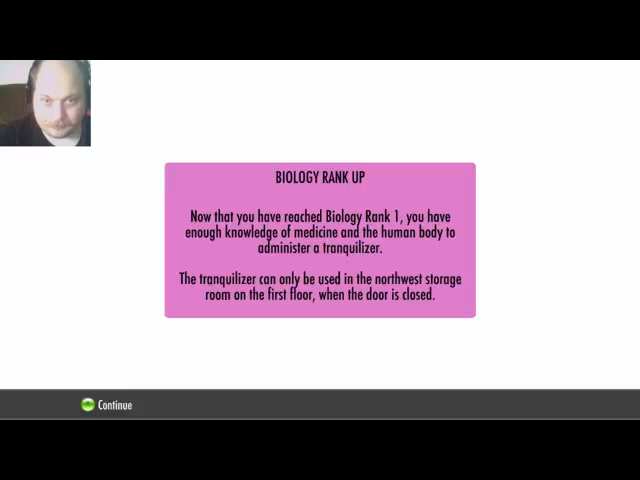 BIOLOGY RANK UP
Now that you have reached Biology Rank 1, you have
enough knowledge of medicine and the human body to
administer a tranquilizer.
The tranquilizer can only be used in the northwest storage
room on the first floor, when the door is closed.
Continue